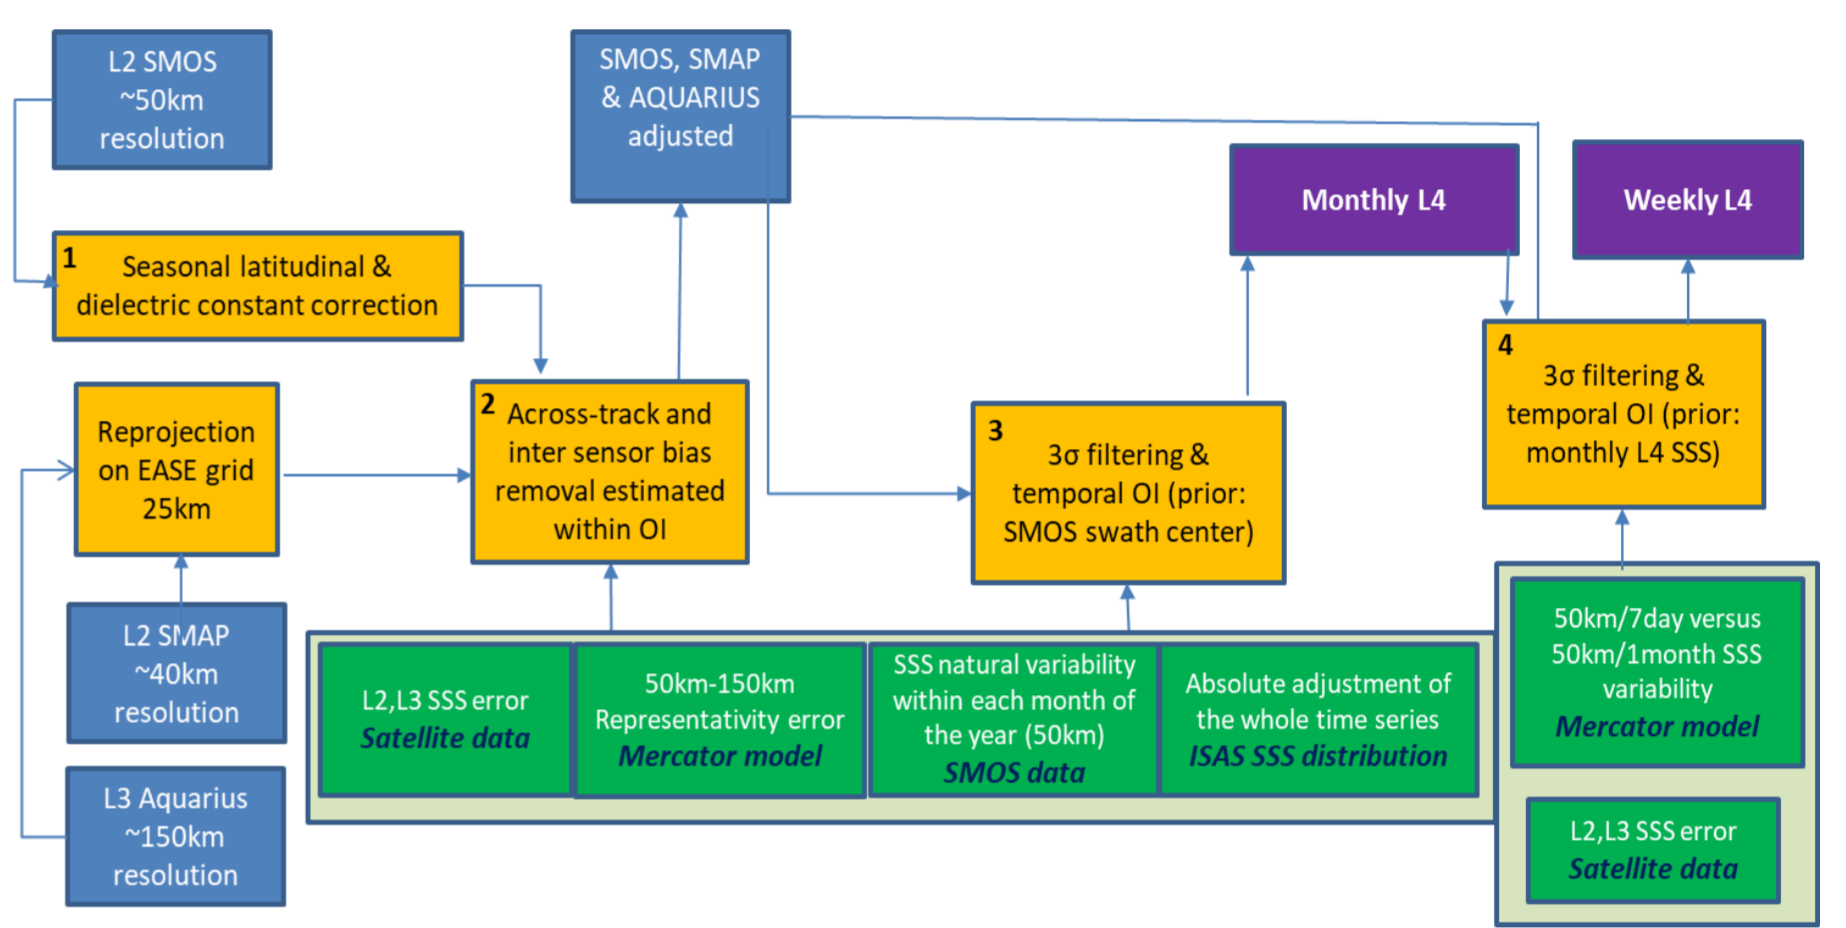 L2 SMOS
~50km
resolution
SMOS, SMAP
& AQUARIUS
adjusted
Monthly L4
Weekly L4
1
Seasonal latitudinal &
dielectric constant correction
Reprojection
on EASE grid
25km
2
Across-track and
inter sensor bias
removal estimated
within OI
3
3σ filtering &
temporal OI (prior:
SMOS swath center)
4
3σ filtering &
temporal OI (prior:
monthly L4 SSS)
L2 SMAP
~40km
resolution
L3 Aquarius
~150km
resolution
L2,L3 SSS error
Satellite data
50km-150km
Representativity error
Mercator model
SSS natural variability
within each month of
the year (50km)
SMOS data
Absolute adjustment of
the whole time series
ISAS SSS distribution
50km/7day versus
50km/1month SSS
variability
Mercator model
L2,L3 SSS error
Satellite data